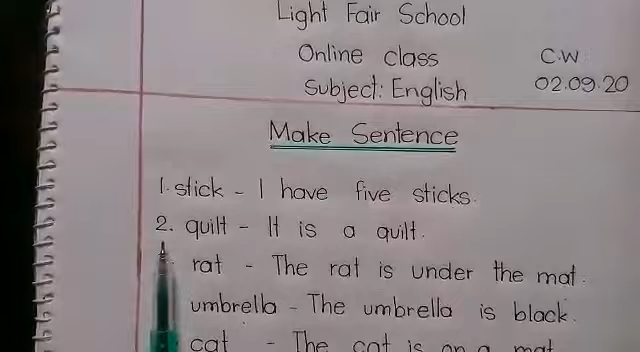 Light Fair School
Online class C.W
Subject: English 02.09.20
Make Sentence
1. stick - I have five sticks.
2. quilt - It is a quilt.
rat - The rat is under the mat.
umbrella - The umbrella is black.
cat - The cat is on a mat